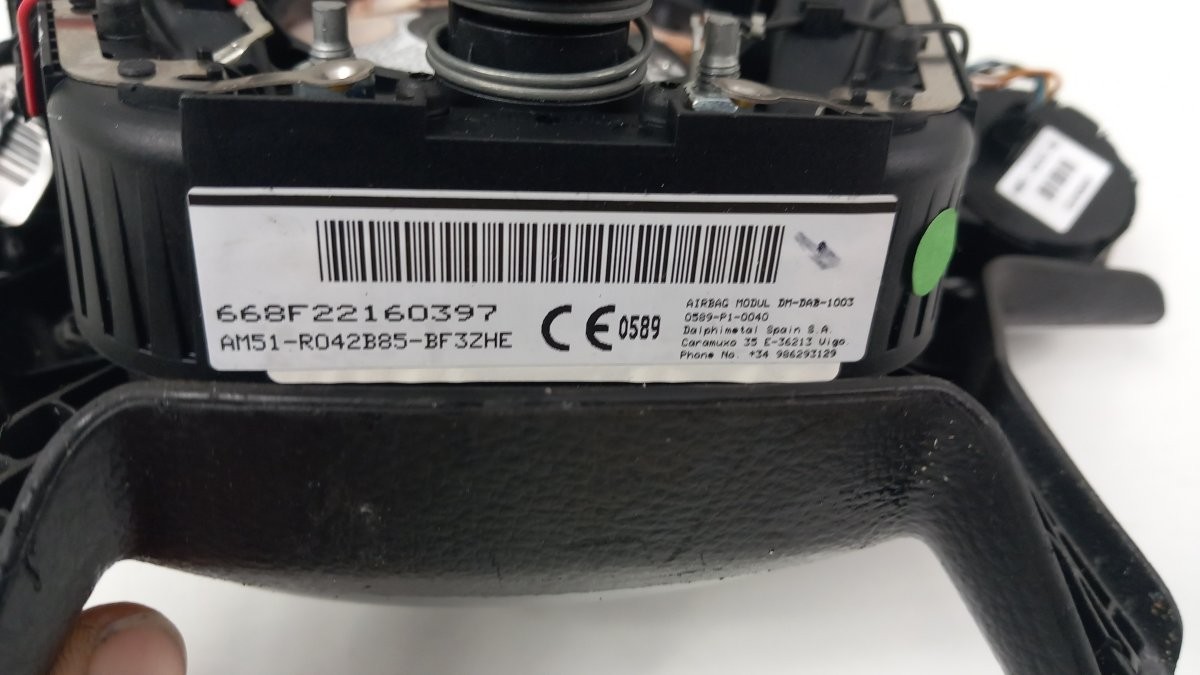 668F22160397
AM51-R042B85-BF3ZHE
CE 0589
AIRBAG MODUL DM-DAB-1003
0589-P1-0040
Dalphimetal Spain S.A.
Caramuxo 35 E-36213 Vigo
Phone No. +34 986293129